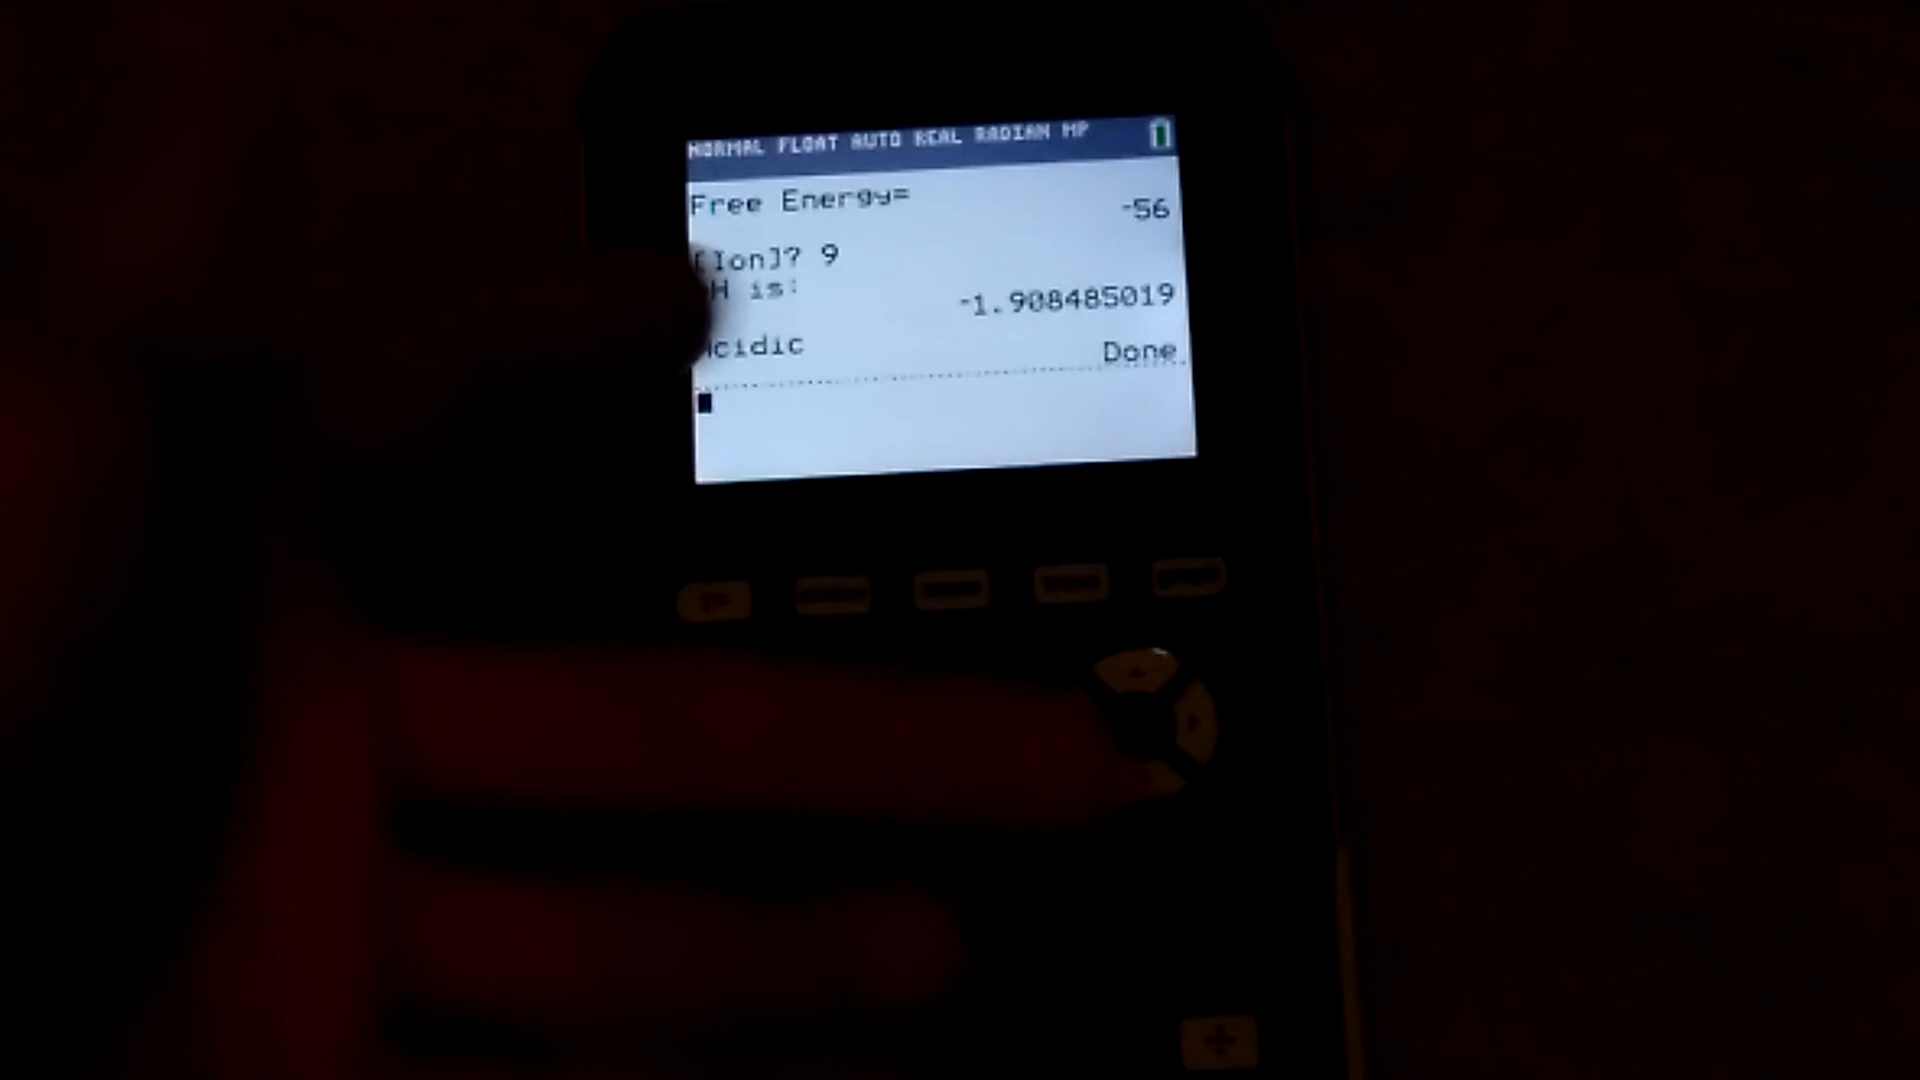 NORMAL FLOAT AUTO REAL RADIAN MP
Free Energy=
-56
[Ion]? 9
H is:
-1.908485019
cidic
Done